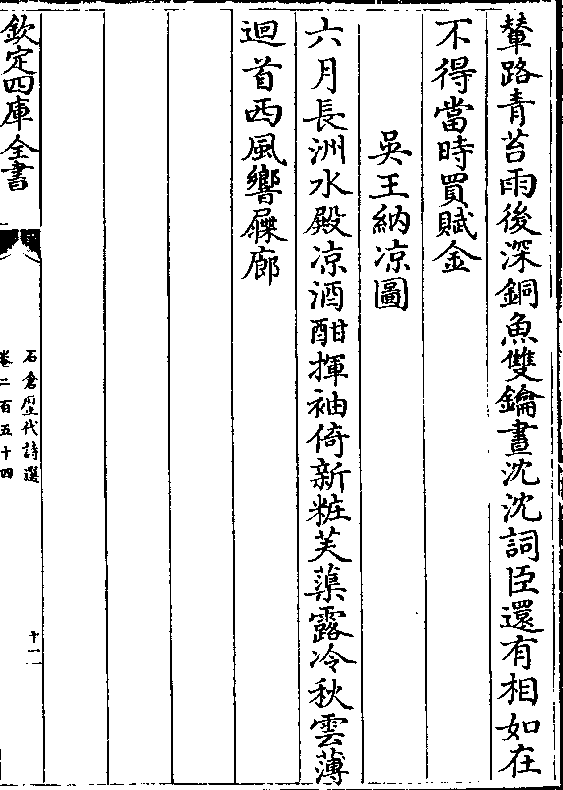 輦路青苔雨後深銅魚雙鑰晝沈沈詞臣還有相如在
不得當時買賦金
吳王納凉圖
六月長洲水殿凉酒酣揮袖倚新粧芙蕖露冷秋雲薄
迴首西風響屧廊
欽定四庫全書
石倉歷代詩選
卷二百五十四
十一